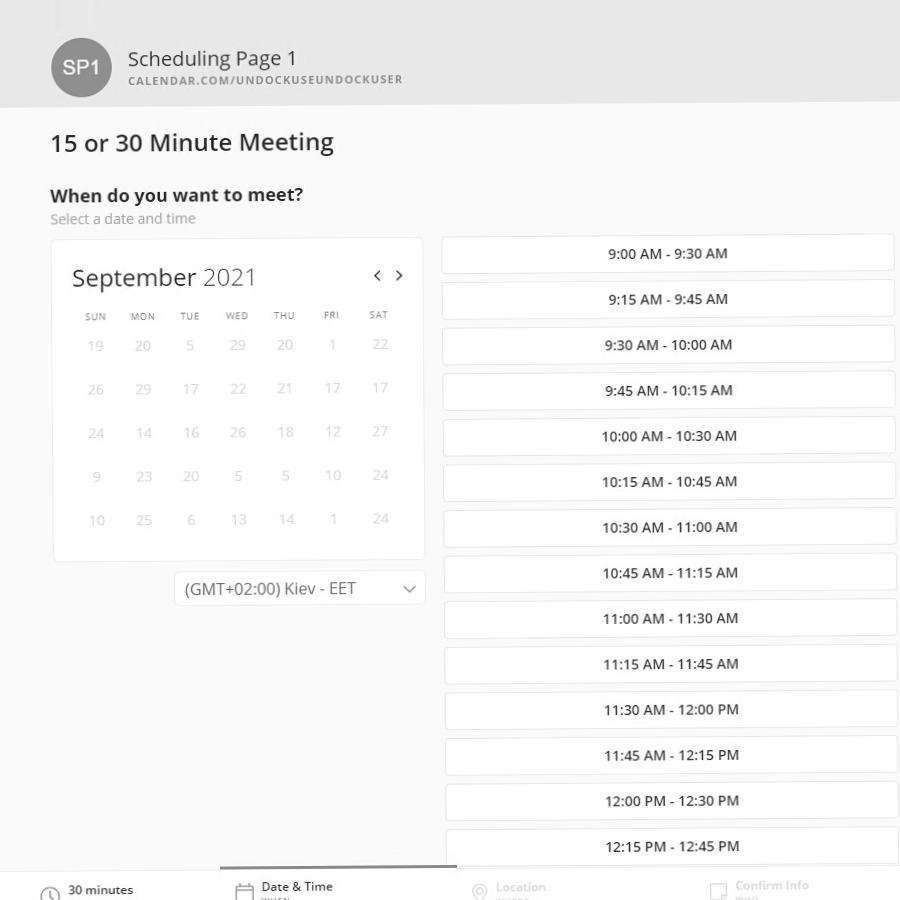 SP1
Scheduling Page 1
CALENDAR.COM/UNDOCKUSEUNDOCKUSER
15 or 30 Minute Meeting
When do you want to meet?
Select a date and time
September 2021
SUN MON TUE WED THU FRI SAT
19 20 5 29 20 1 22
26 29 17 22 21 17 17
24 14 16 26 18 12 27
9 23 20 5 5 10 24
10 25 6 13 14 1 24
(GMT+02:00) Kiev - EET
9:00 AM - 9:30 AM
9:15 AM - 9:45 AM
9:30 AM - 10:00 AM
9:45 AM - 10:15 AM
10:00 AM - 10:30 AM
10:15 AM - 10:45 AM
10:30 AM - 11:00 AM
10:45 AM - 11:15 AM
11:00 AM - 11:30 AM
11:15 AM - 11:45 AM
11:30 AM - 12:00 PM
11:45 AM - 12:15 PM
12:00 PM - 12:30 PM
12:15 PM - 12:45 PM
30 minutes
Date & Time
Location
Confirm Info